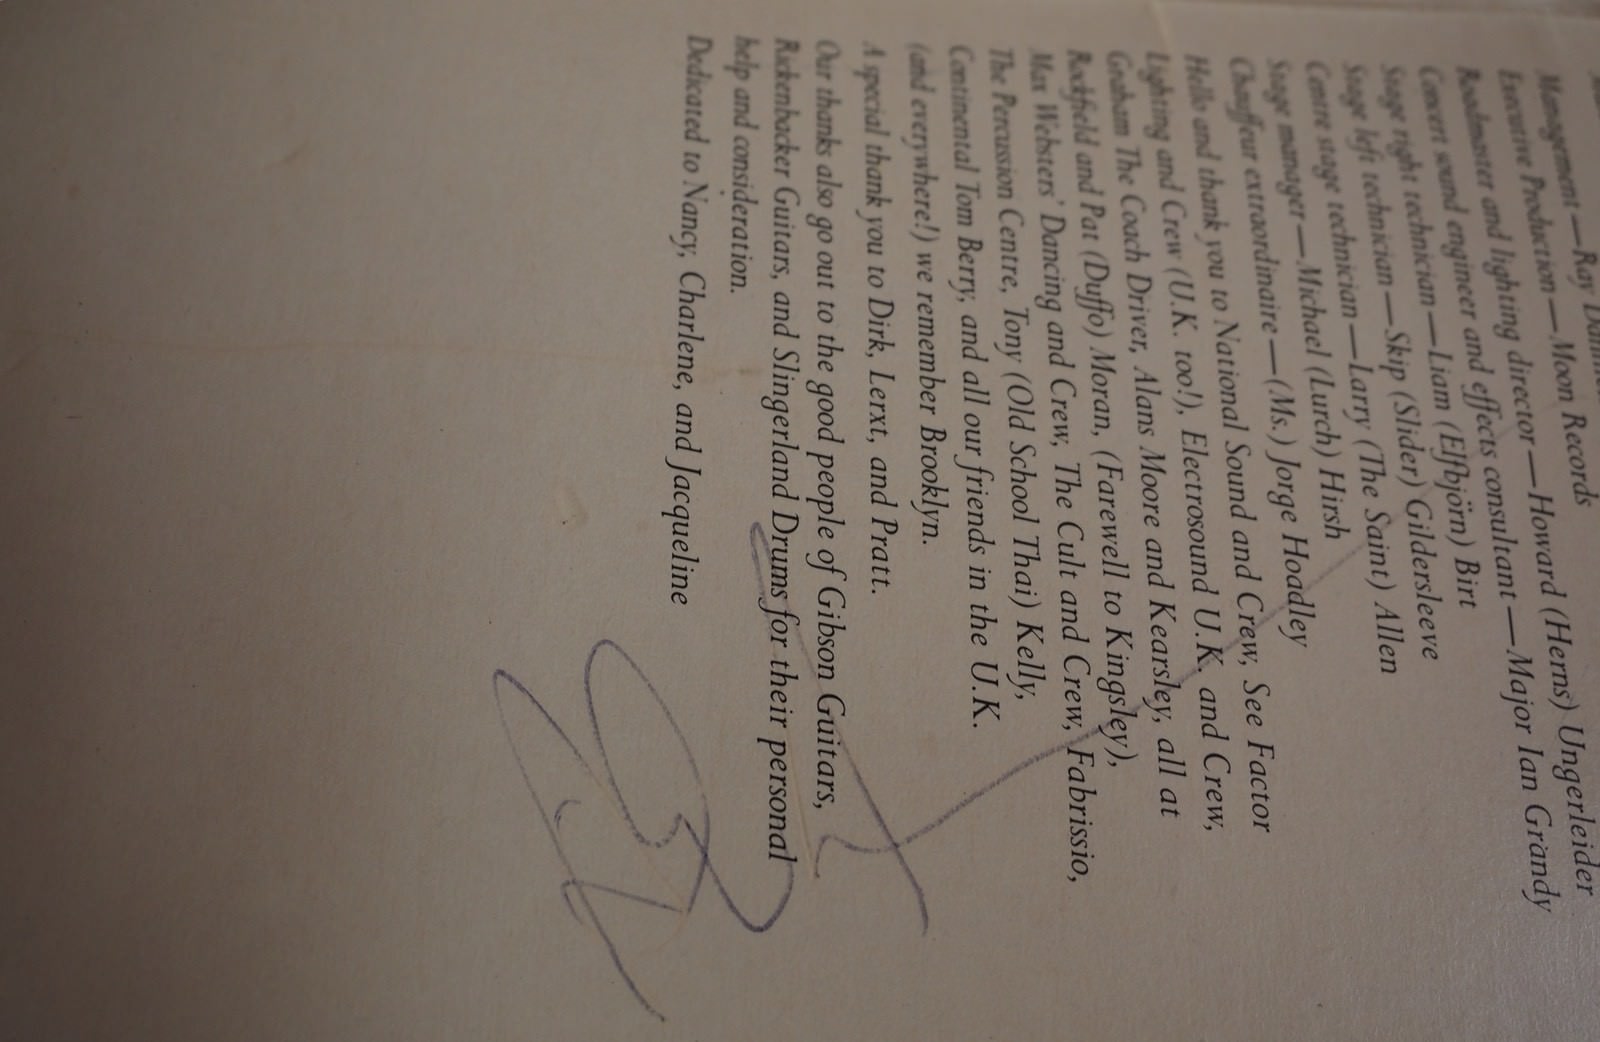 Management—Ray
Executive Production—Moon Records
Roadmaster and lighting director—Howard (Herns) Ungerleider
Concert sound engineer and effects consultant—Major Ian Grandy
Stage right technician—Liam (Elfbjörn) Birt
Stage left technician—Skip (Slider) Gildersleeve
Centre stage technician—Larry (The Saint) Allen
Stage manager—Michael (Lurch) Hirsh
Chauffeur extraordinaire—(Ms.) Jorge Hoadley
Hello and thank you to National Sound and Crew, See Factor
Lighting and Crew (U.K. too!), Electrosound U.K. and Crew,
Graham The Coach Driver, Alans Moore and Kearsley, all at
Rockfield and Pat (Duffo) Moran, (Farewell to Kingsley),
Max Websters' Dancing and Crew, The Cult and Crew, Fabrissio,
The Percussion Centre, Tony (Old School Thai) Kelly,
Continental Tom Berry, and all our friends in the U.K.
(and everywhere!) we remember Brooklyn.
A special thank you to Dirk, Lerxt, and Pratt.
Our thanks also go out to the good people of Gibson Guitars,
Rickenbacker Guitars, and Slingerland Drums for their personal
help and consideration.
Dedicated to Nancy, Charlene, and Jacqueline